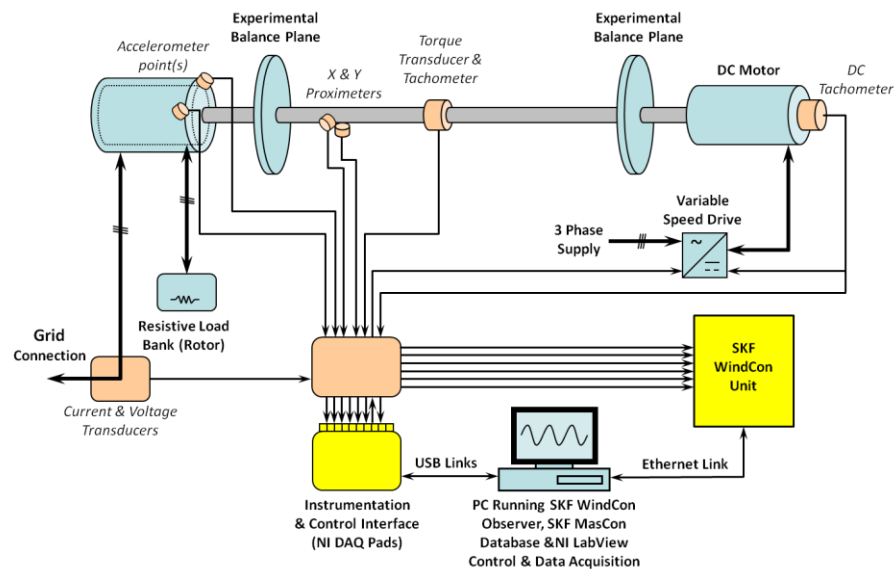 Experimental
Balance Plane
Accelerometer
point(s)
X & Y
Proximeters
Torque
Transducer &
Tachometer
Experimental
Balance Plane
DC Motor
DC
Tachometer
3 Phase
Supply
Variable
Speed Drive
~
Resistive Load
Bank (Rotor)
Grid
Connection
Current & Voltage
Transducers
SKF
WindCon
Unit
USB Links
Ethernet Link
Instrumentation
& Control Interface
(NI DAQ Pads)
PC Running SKF WindCon
Observer, SKF MasCon
Database &NI LabView
Control & Data Acquisition